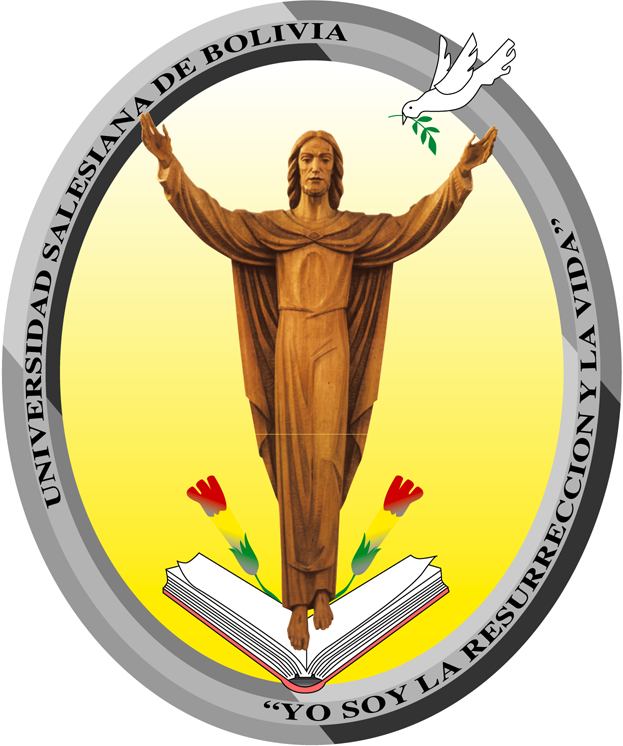 UNIVERSIDAD SALESIANA DE BOLIVIA
“YO SOY LA RESURRECCION Y LA VIDA”